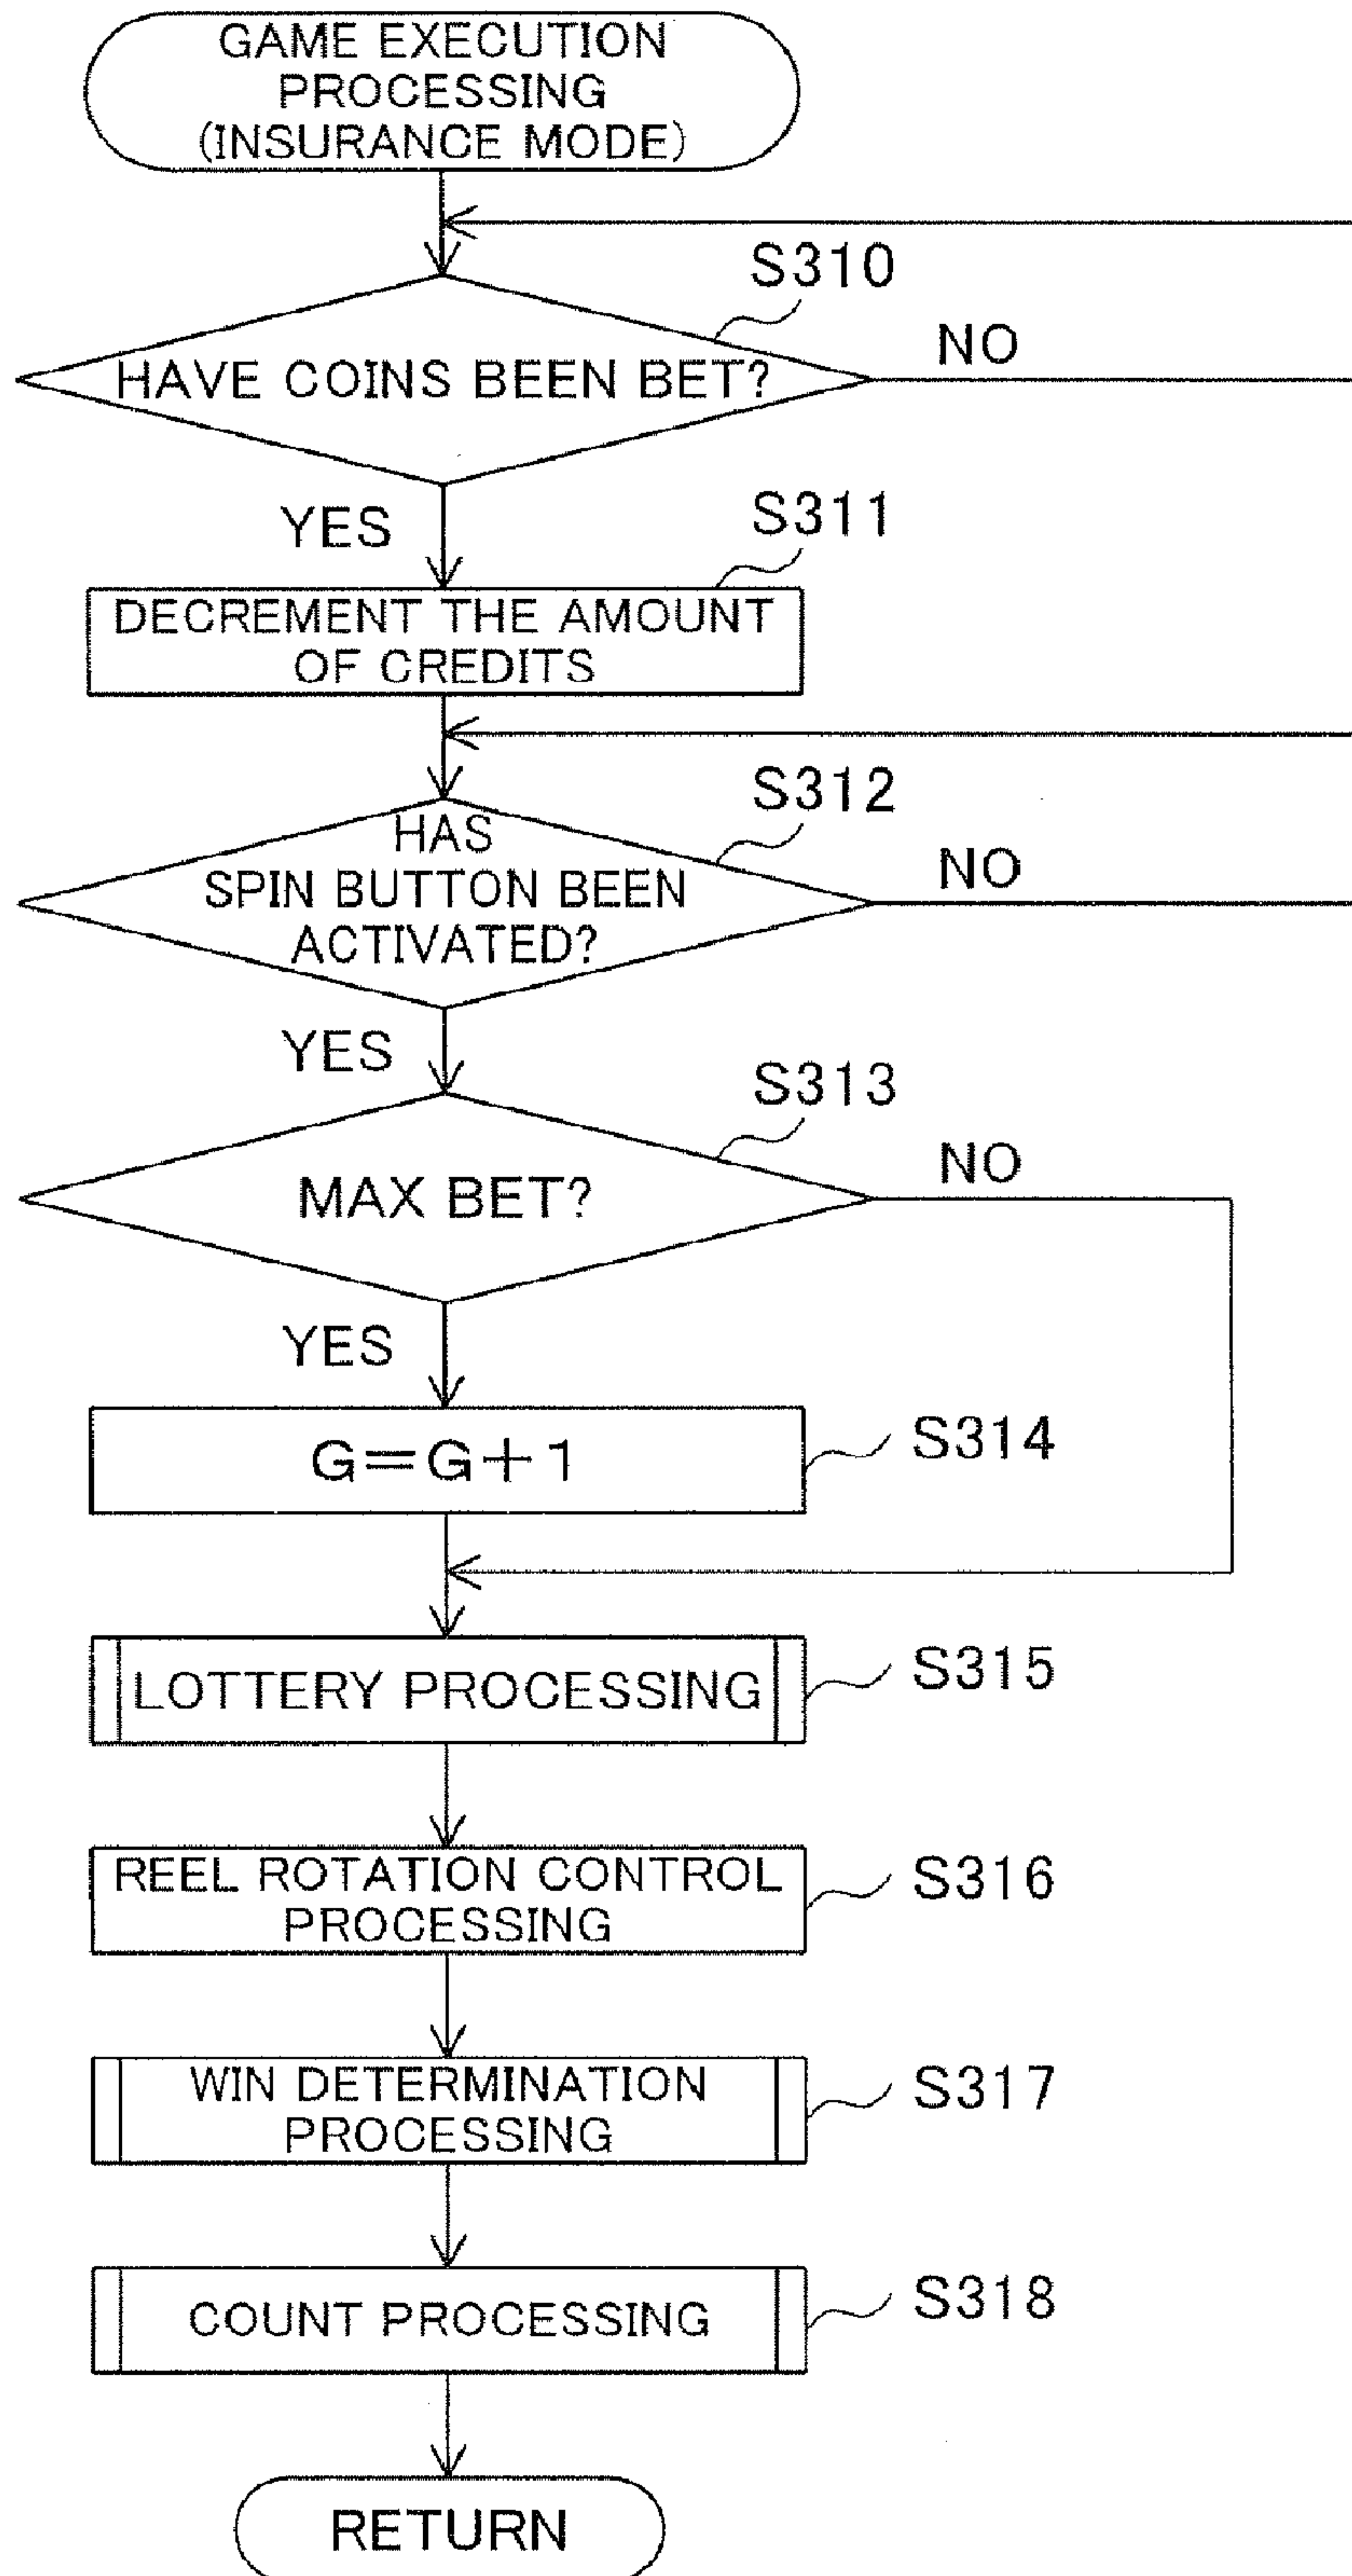 GAME EXECUTION
PROCESSING
(INSURANCE MODE)
S310
HAVE COINS BEEN BET?
NO
YES
S311
DECREMENT THE AMOUNT
OF CREDITS
S312
HAS
SPIN BUTTON BEEN
ACTIVATED?
NO
YES
S313
MAX BET?
NO
YES
G=G+1
S314
LOTTERY PROCESSING
S315
REEL ROTATION CONTROL
PROCESSING
S316
WIN DETERMINATION
PROCESSING
S317
COUNT PROCESSING
S318
RETURN